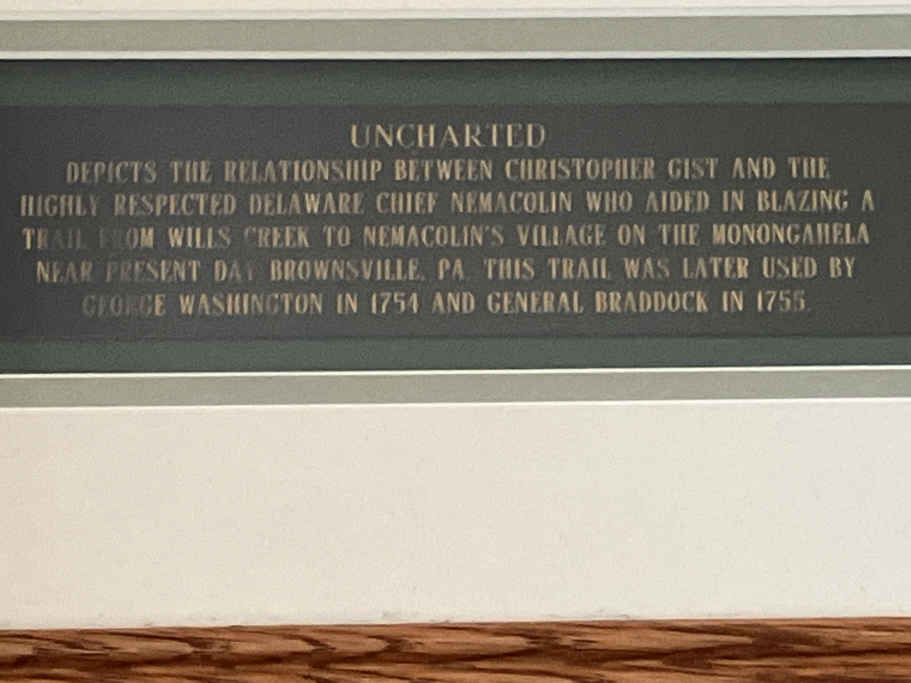 UNCHARTED
DEPICTS THE RELATIONSHIP BETWEEN CHRISTOPHER GIST AND THE
HIGHLY RESPECTED DELAWARE CHIEF NEMACOLIN WHO AIDED IN BLAZING A
TRAIL FROM WILLS CREEK TO NEMACOLIN'S VILLAGE ON THE MONONGAHELA
NEAR PRESENT DAY BROWNSVILLE, PA. THIS TRAIL WAS LATER USED BY
GEORGE WASHINGTON IN 1754 AND GENERAL BRADDOCK IN 1755.